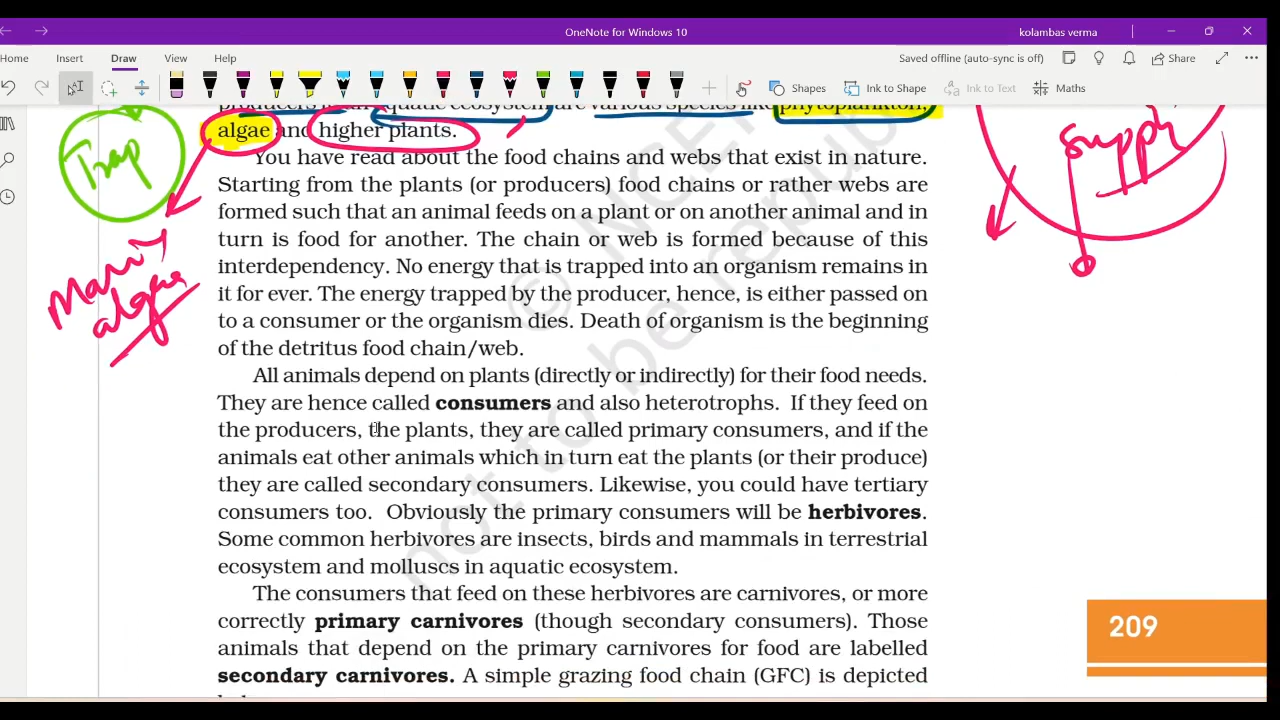 OneNote for Windows 10
kolambas verma
Home Insert Draw View Help
Saved offline (auto-sync is off)
Share
Shapes
Ink to Shape
Ink to Text
Maths
aquatic ecosystem are various species like phytoplankton,
algae and higher plants.
You have read about the food chains and webs that exist in nature.
Starting from the plants (or producers) food chains or rather webs are
formed such that an animal feeds on a plant or on another animal and in
turn is food for another. The chain or web is formed because of this
interdependency. No energy that is trapped into an organism remains in
it for ever. The energy trapped by the producer, hence, is either passed on
to a consumer or the organism dies. Death of organism is the beginning
of the detritus food chain/web.
All animals depend on plants (directly or indirectly) for their food needs.
They are hence called consumers and also heterotrophs. If they feed on
the producers, the plants, they are called primary consumers, and if the
animals eat other animals which in turn eat the plants (or their produce)
they are called secondary consumers. Likewise, you could have tertiary
consumers too. Obviously the primary consumers will be herbivores.
Some common herbivores are insects, birds and mammals in terrestrial
ecosystem and molluscs in aquatic ecosystem.
The consumers that feed on these herbivores are carnivores, or more
correctly primary carnivores (though secondary consumers). Those
animals that depend on the primary carnivores for food are labelled
secondary carnivores. A simple grazing food chain (GFC) is depicted
Trap
algae
209
not to be republ